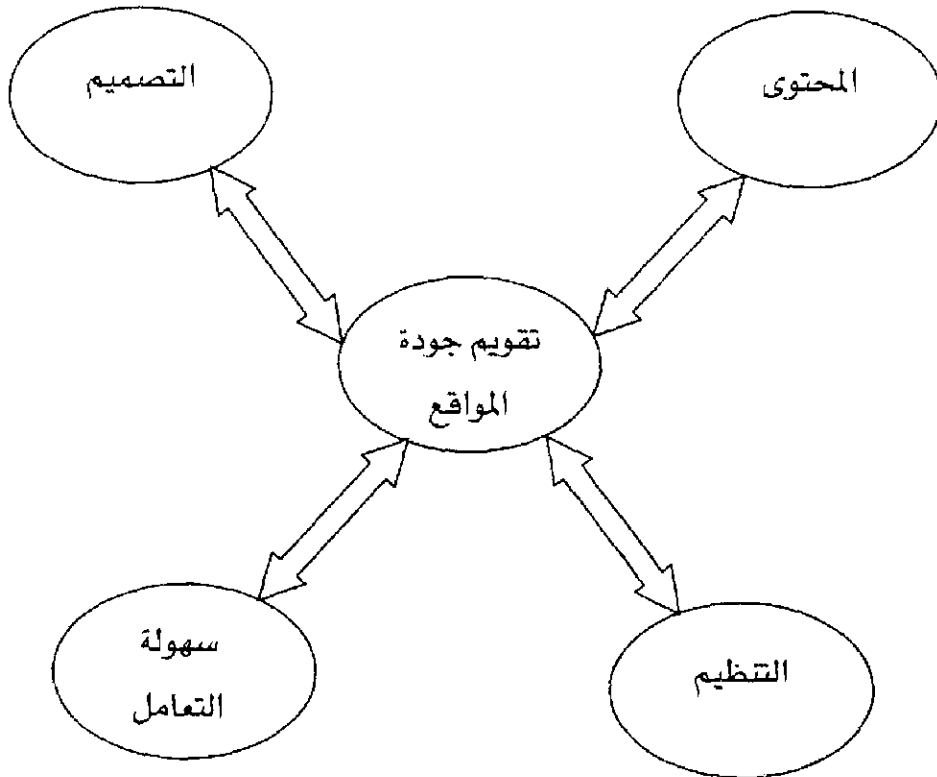 المحتوى
التصميم
تقويم جودة
المواقع
التنظيم
سهولة
التعامل